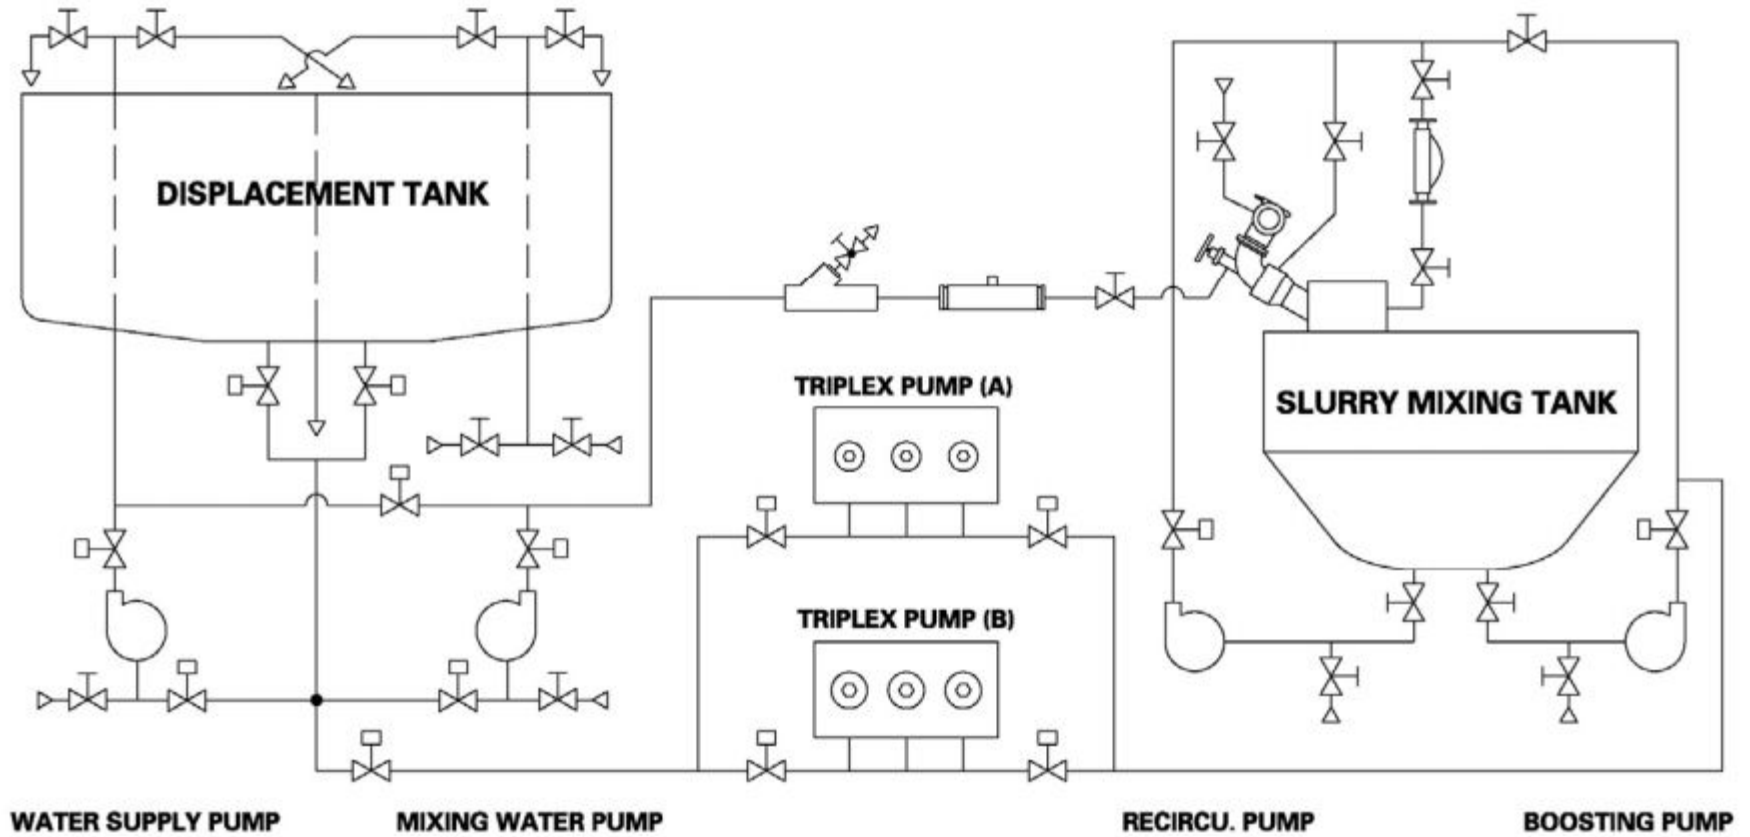 DISPLACEMENT TANK
TRIPLEX PUMP (A)
SLURRY MIXING TANK
TRIPLEX PUMP (B)
WATER SUPPLY PUMP
MIXING WATER PUMP
RECIRCU. PUMP
BOOSTING PUMP